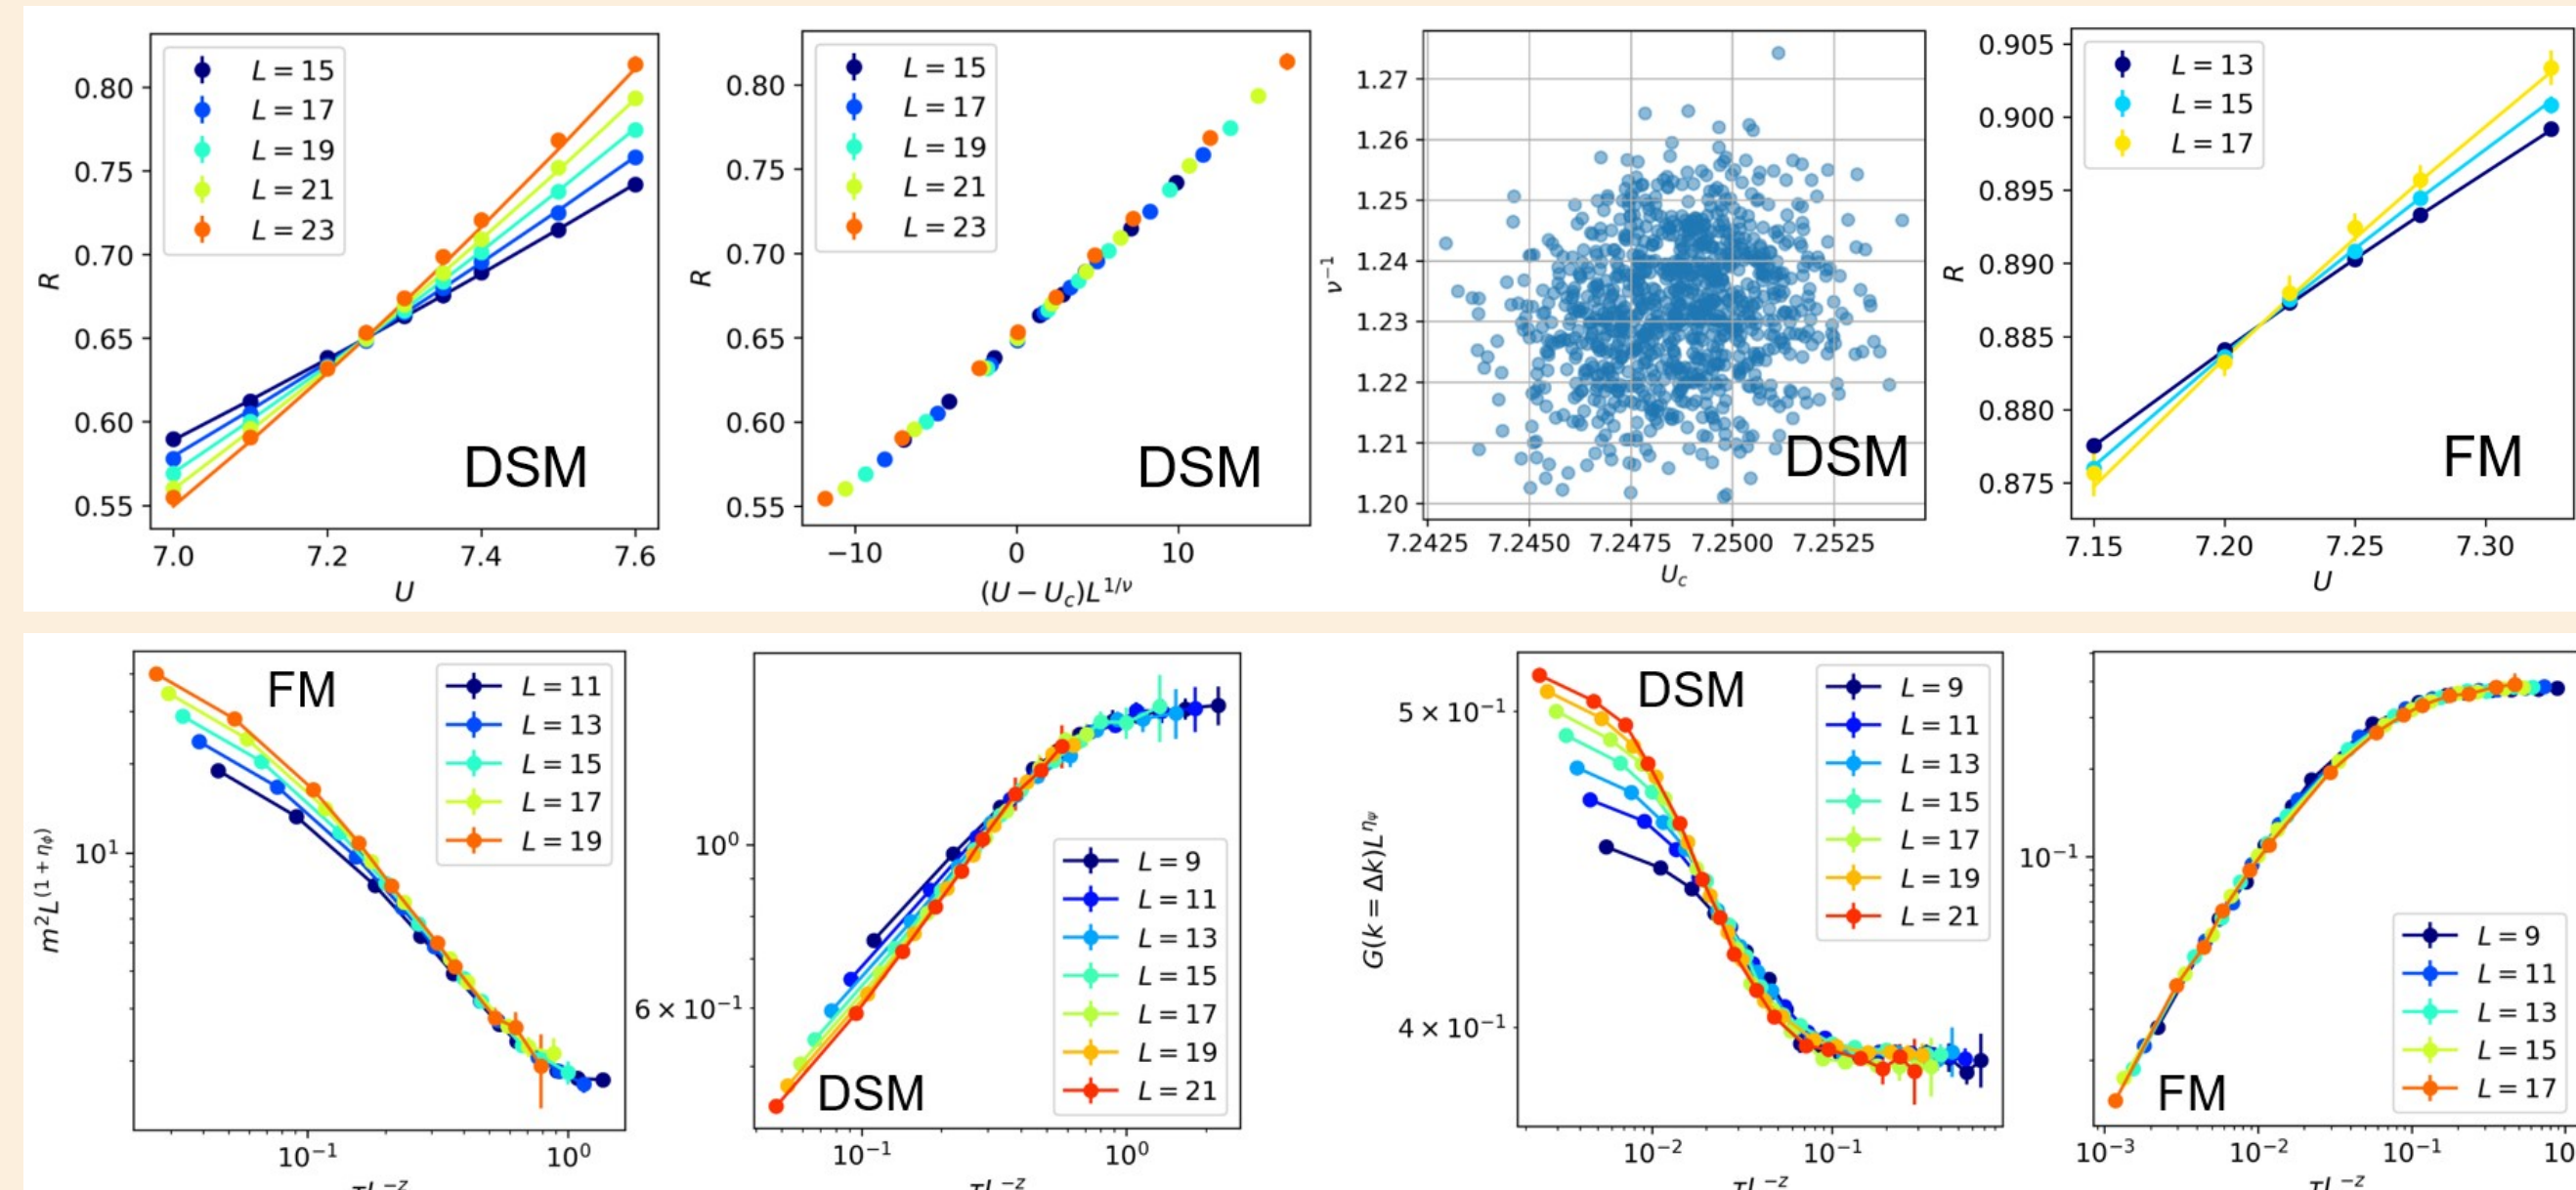 R
0.80
0.75
0.70
0.65
0.60
0.55
7.0 7.2 7.4 7.6
U
L = 15
L = 17
L = 19
L = 21
L = 23
DSM
R
0.80
0.75
0.70
0.65
0.60
0.55
−10 0 10
(U − U_c)L^{1/ν}
L = 15
L = 17
L = 19
L = 21
L = 23
DSM
ν^{−1}
1.27
1.26
1.25
1.24
1.23
1.22
1.21
1.20
7.2425 7.2450 7.2475 7.2500 7.2525
U_c
DSM
R
0.905
0.900
0.895
0.890
0.885
0.880
0.875
7.15 7.20 7.25 7.30
U
L = 13
L = 15
L = 17
FM
m^2L^{(1 + η_ϕ)}
10^1
10^{−1} 10^0
τL^{−z}
FM
L = 11
L = 13
L = 15
L = 17
L = 19
10^0
6 × 10^{−1}
10^{−1} 10^0
τL^{−z}
L = 9
L = 11
L = 13
L = 15
L = 17
L = 19
L = 21
DSM
G(k = Δk)L^{η_ψ}
5 × 10^{−1}
4 × 10^{−1}
10^{−2} 10^{−1}
τL^{−z}
DSM
L = 9
L = 11
L = 13
L = 15
L = 17
L = 19
L = 21
10^{−1}
10^{−3} 10^{−2} 10^{−1} 10
τL^{−z}
L = 9
L = 11
L = 13
L = 15
L = 17
FM